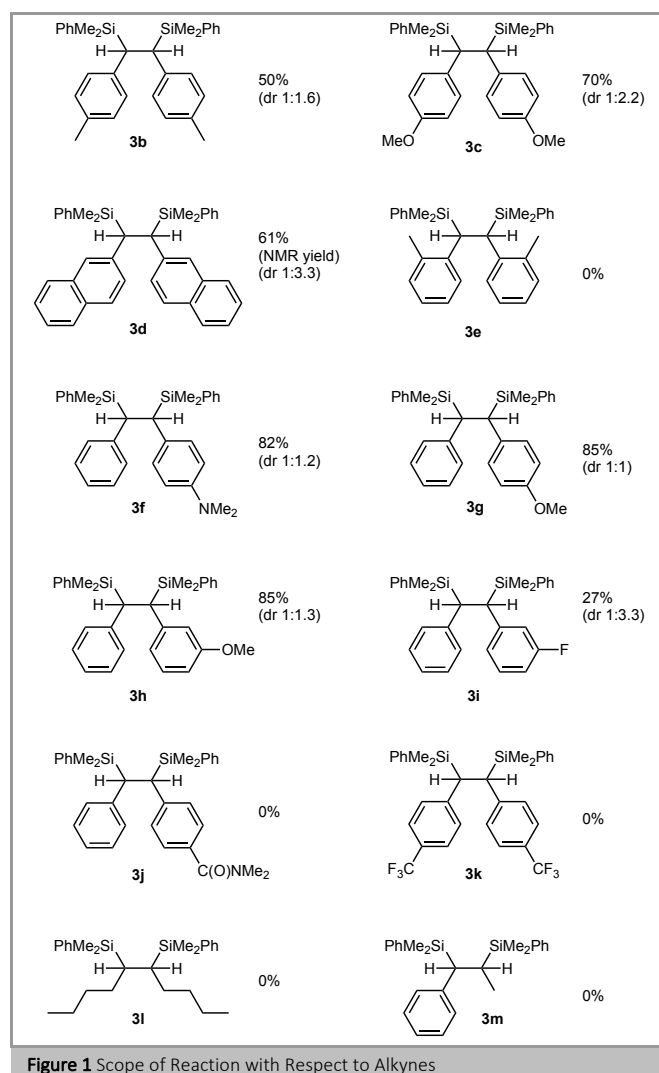 PhMe2Si SiMe2Ph
H H
50%
(dr 1:1.6)
3b
PhMe2Si SiMe2Ph
H H
70%
(dr 1:2.2)
MeO OMe
3c
PhMe2Si SiMe2Ph
H H
61%
(NMR yield)
(dr 1:3.3)
3d
PhMe2Si SiMe2Ph
H H
0%
3e
PhMe2Si SiMe2Ph
H H
82%
(dr 1:1.2)
NMe2
3f
PhMe2Si SiMe2Ph
H H
85%
(dr 1:1)
OMe
3g
PhMe2Si SiMe2Ph
H H
85%
(dr 1:1.3)
OMe
3h
PhMe2Si SiMe2Ph
H H
27%
(dr 1:3.3)
F
3i
PhMe2Si SiMe2Ph
H H
0%
C(O)NMe2
3j
PhMe2Si SiMe2Ph
H H
0%
F3C CF3
3k
PhMe2Si SiMe2Ph
H H
0%
3l
PhMe2Si SiMe2Ph
H H
0%
3m
Figure 1 Scope of Reaction with Respect to Alkynes